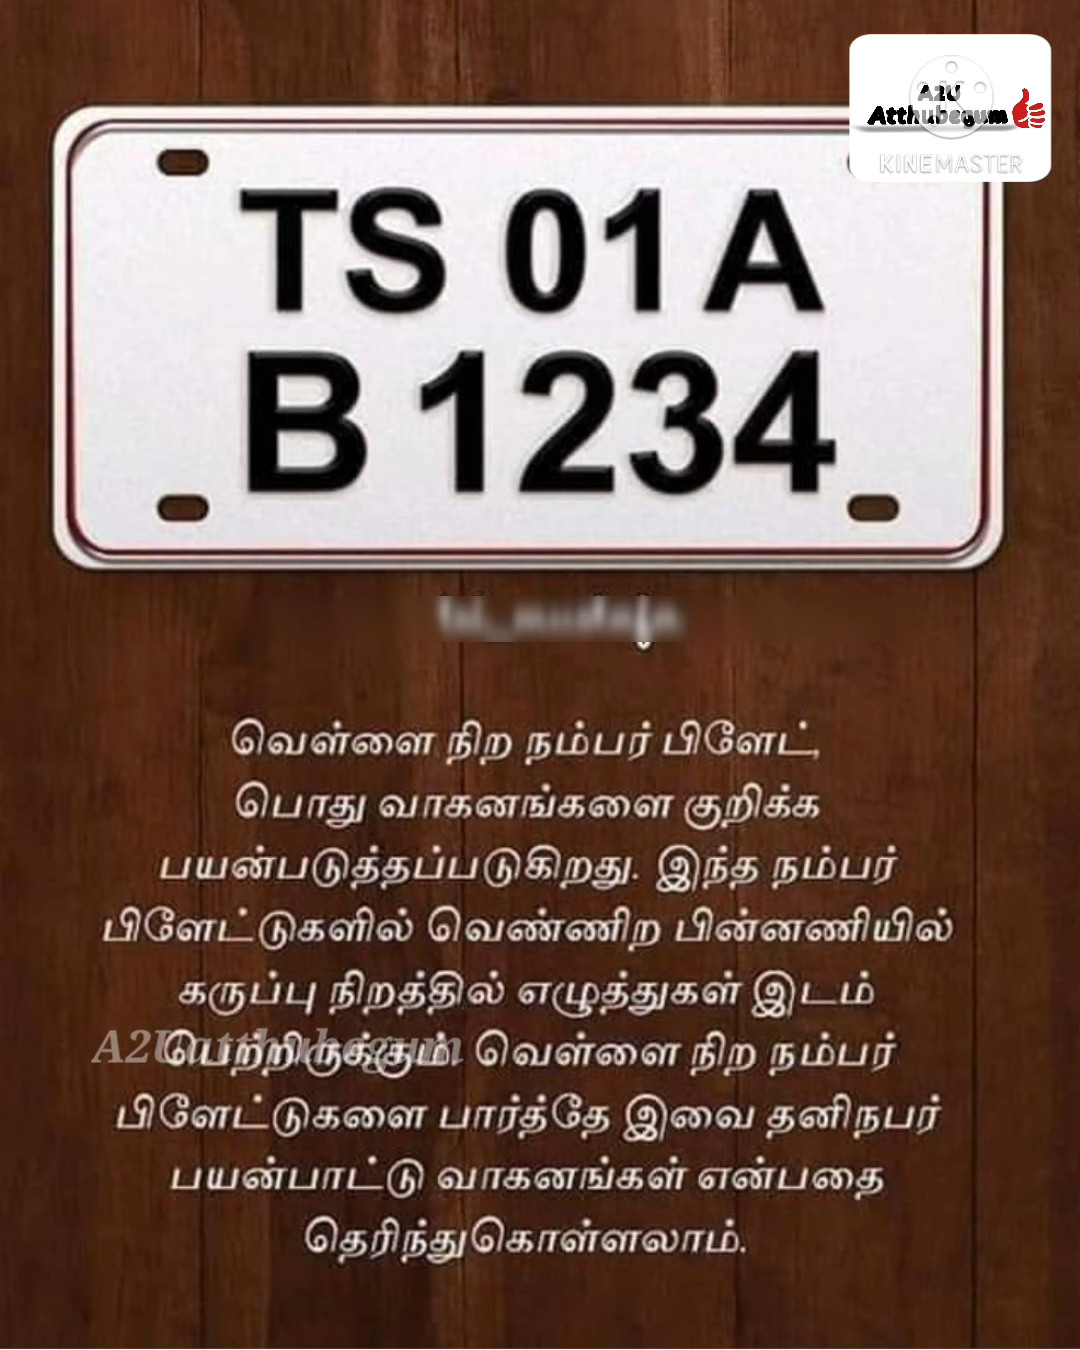 A2U
Atthubegum
KINEMASTER
TS 01 A
B 1234
வெள்ளை நிற நம்பர் பிளேட்,
பொது வாகனங்களை குறிக்க
பயன்படுத்தப்படுகிறது. இந்த நம்பர்
பிளேட்டுகளில் வெண்ணிற பின்னணியில்
கருப்பு நிறத்தில் எழுத்துகள் இடம்
பெற்றிருக்கும். வெள்ளை நிற நம்பர்
A2Uatthubegum
பிளேட்டுகளை பார்த்தே இவை தனிநபர்
பயன்பாட்டு வாகனங்கள் என்பதை
தெரிந்துகொள்ளலாம்.